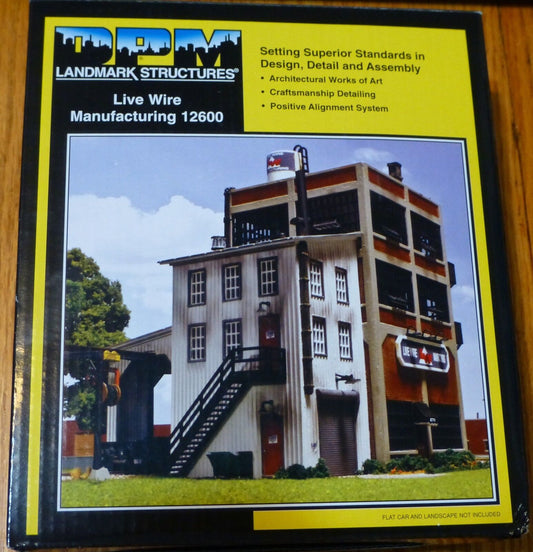 DPM
LANDMARK STRUCTURES®
Live Wire
Manufacturing 12600
Setting Superior Standards in
Design, Detail and Assembly
• Architectural Works of Art
• Craftsmanship Detailing
• Positive Alignment System
FLAT CAR AND LANDSCAPE NOT INCLUDED